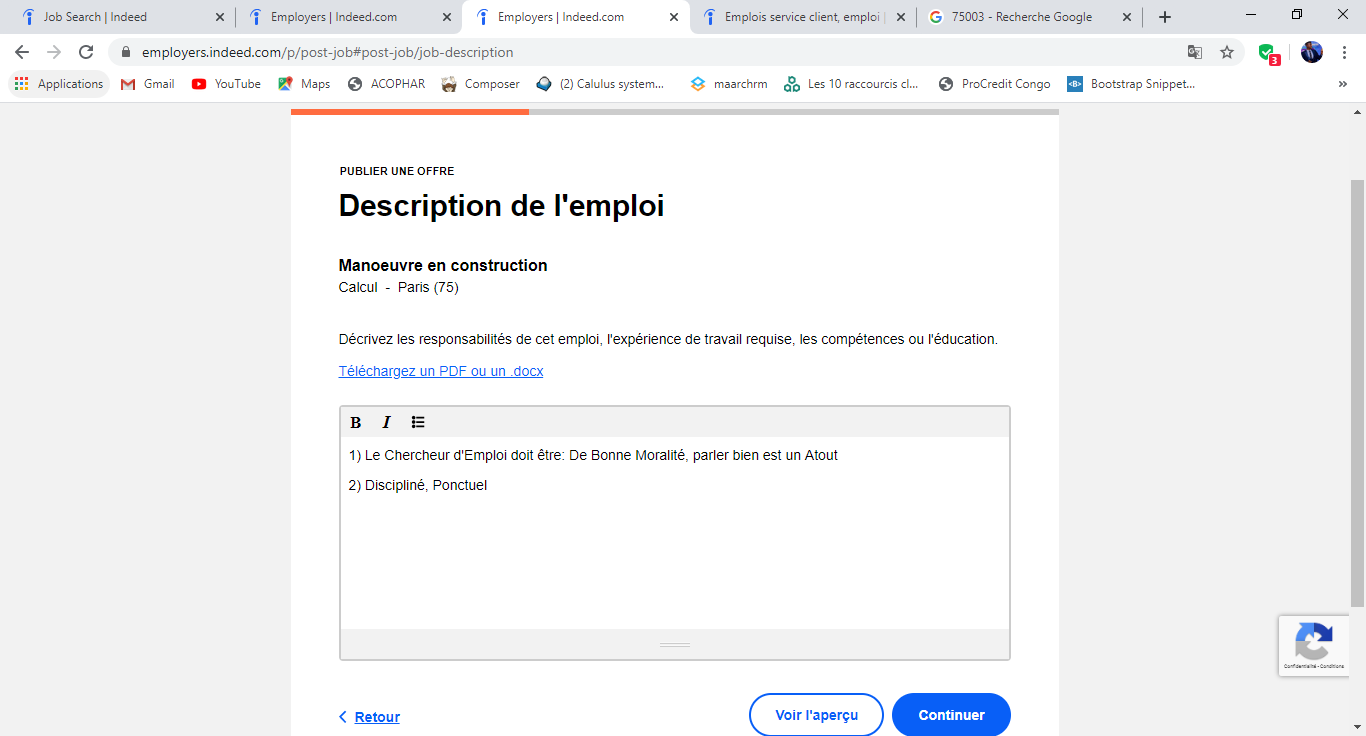 Job Search | Indeed
Employers | Indeed.com
Employers | Indeed.com
Emplois service client, emploi |
75003 - Recherche Google
employers.indeed.com/p/post-job#post-job/job-description
3
Applications
Gmail
YouTube
Maps
ACOPHAR
Composer
(2) Calulus system...
maarchrm
Les 10 raccourcis cl...
ProCredit Congo
<B>
Bootstrap Snippet...
»
PUBLIER UNE OFFRE
Description de l'emploi
Manoeuvre en construction
Calcul - Paris (75)
Décrivez les responsabilités de cet emploi, l'expérience de travail requise, les compétences ou l'éducation.
Téléchargez un PDF ou un .docx
B I
1) Le Chercheur d'Emploi doit être: De Bonne Moralité, parler bien est un Atout
2) Discipliné, Ponctuel
Confidentialité - Conditions
Retour
Voir l'aperçu
Continuer